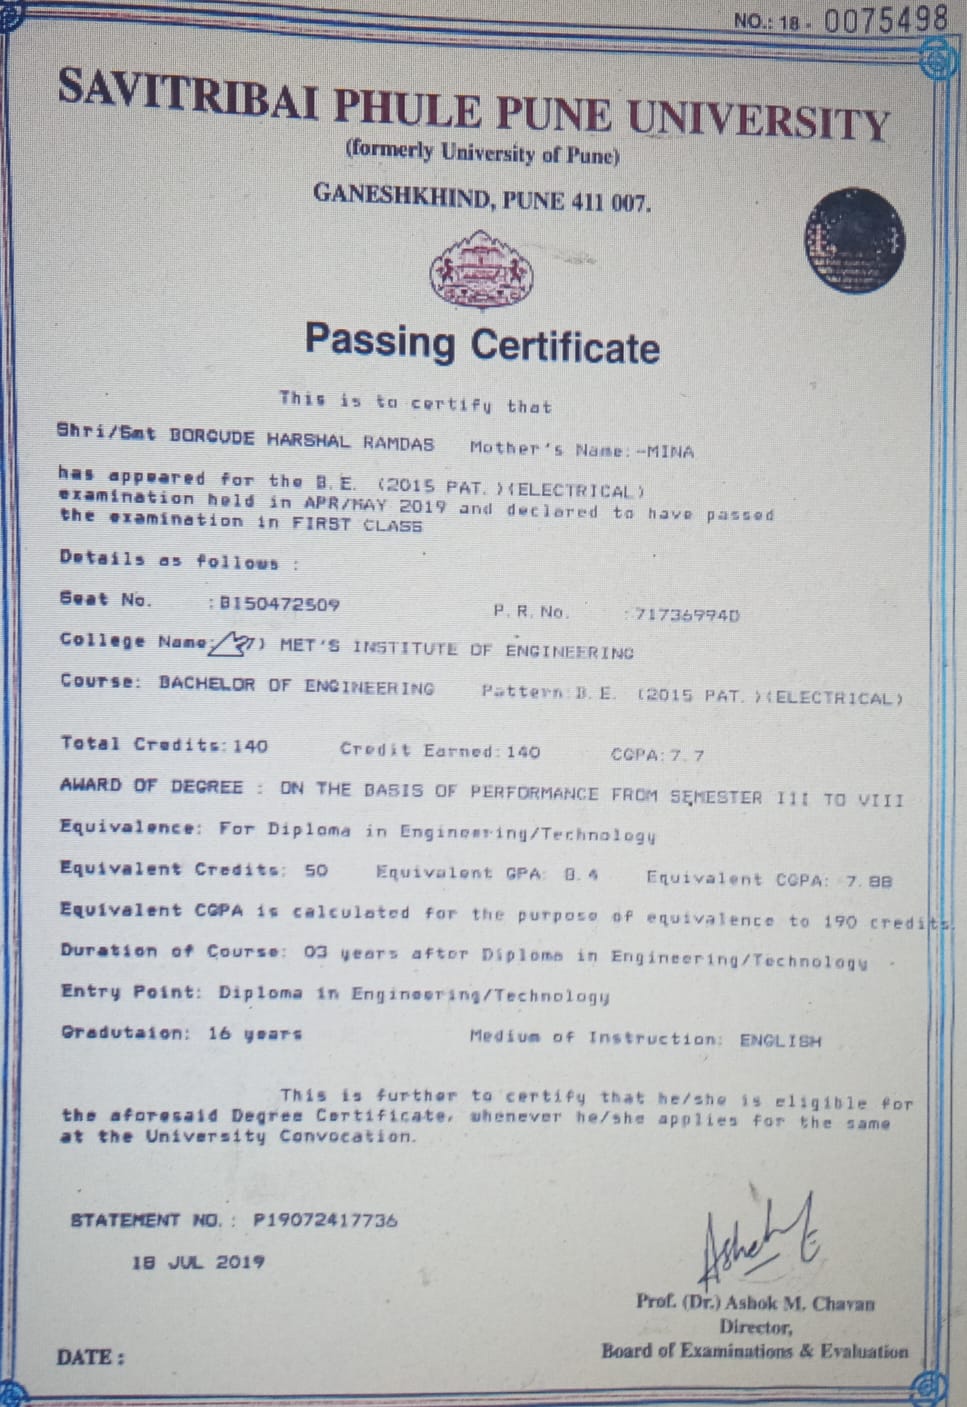 NO.: 18 - 0075498
SAVITRIBAI PHULE PUNE UNIVERSITY
(formerly University of Pune)
GANESHKHIND, PUNE 411 007.
Passing Certificate
This is to certify that
Shri/Smt BORGUDE HARSHAL RAMDAS Mother's Name:-MINA
has appeared for the B.E. (2015 PAT.)(ELECTRICAL)
examination held in APR/MAY 2019 and declared to have passed
the examination in FIRST CLASS
Details as follows :
Seat No. :B150472509 P.R.No. :71736994D
College Name: ) MET'S INSTITUTE OF ENGINEERING
Course: BACHELOR OF ENGINEERING Pattern:B.E. (2015 PAT.)(ELECTRICAL)
Total Credits:140 Credit Earned:140 CGPA:7.7
AWARD OF DEGREE : ON THE BASIS OF PERFORMANCE FROM SEMESTER III TO VIII
Equivalence: For Diploma in Engineering/Technology
Equivalent Credits: 50 Equivalent GPA: 8.4 Equivalent CGPA: 7.88
Equivalent CGPA is calculated for the purpose of equivalence to 190 credits.
Duration of Course: 03 years after Diploma in Engineering/Technology
Entry Point: Diploma in Engineering/Technology
Gradutaion: 16 years Medium of Instruction: ENGLISH
This is further to certify that he/she is eligible for
the aforesaid Degree Certificate, whenever he/she applies for the same
at the University Convocation.
STATEMENT NO.: P19072417736
18 JUL 2019
Prof. (Dr.) Ashok M. Chavan
Director,
Board of Examinations & Evaluation
DATE :